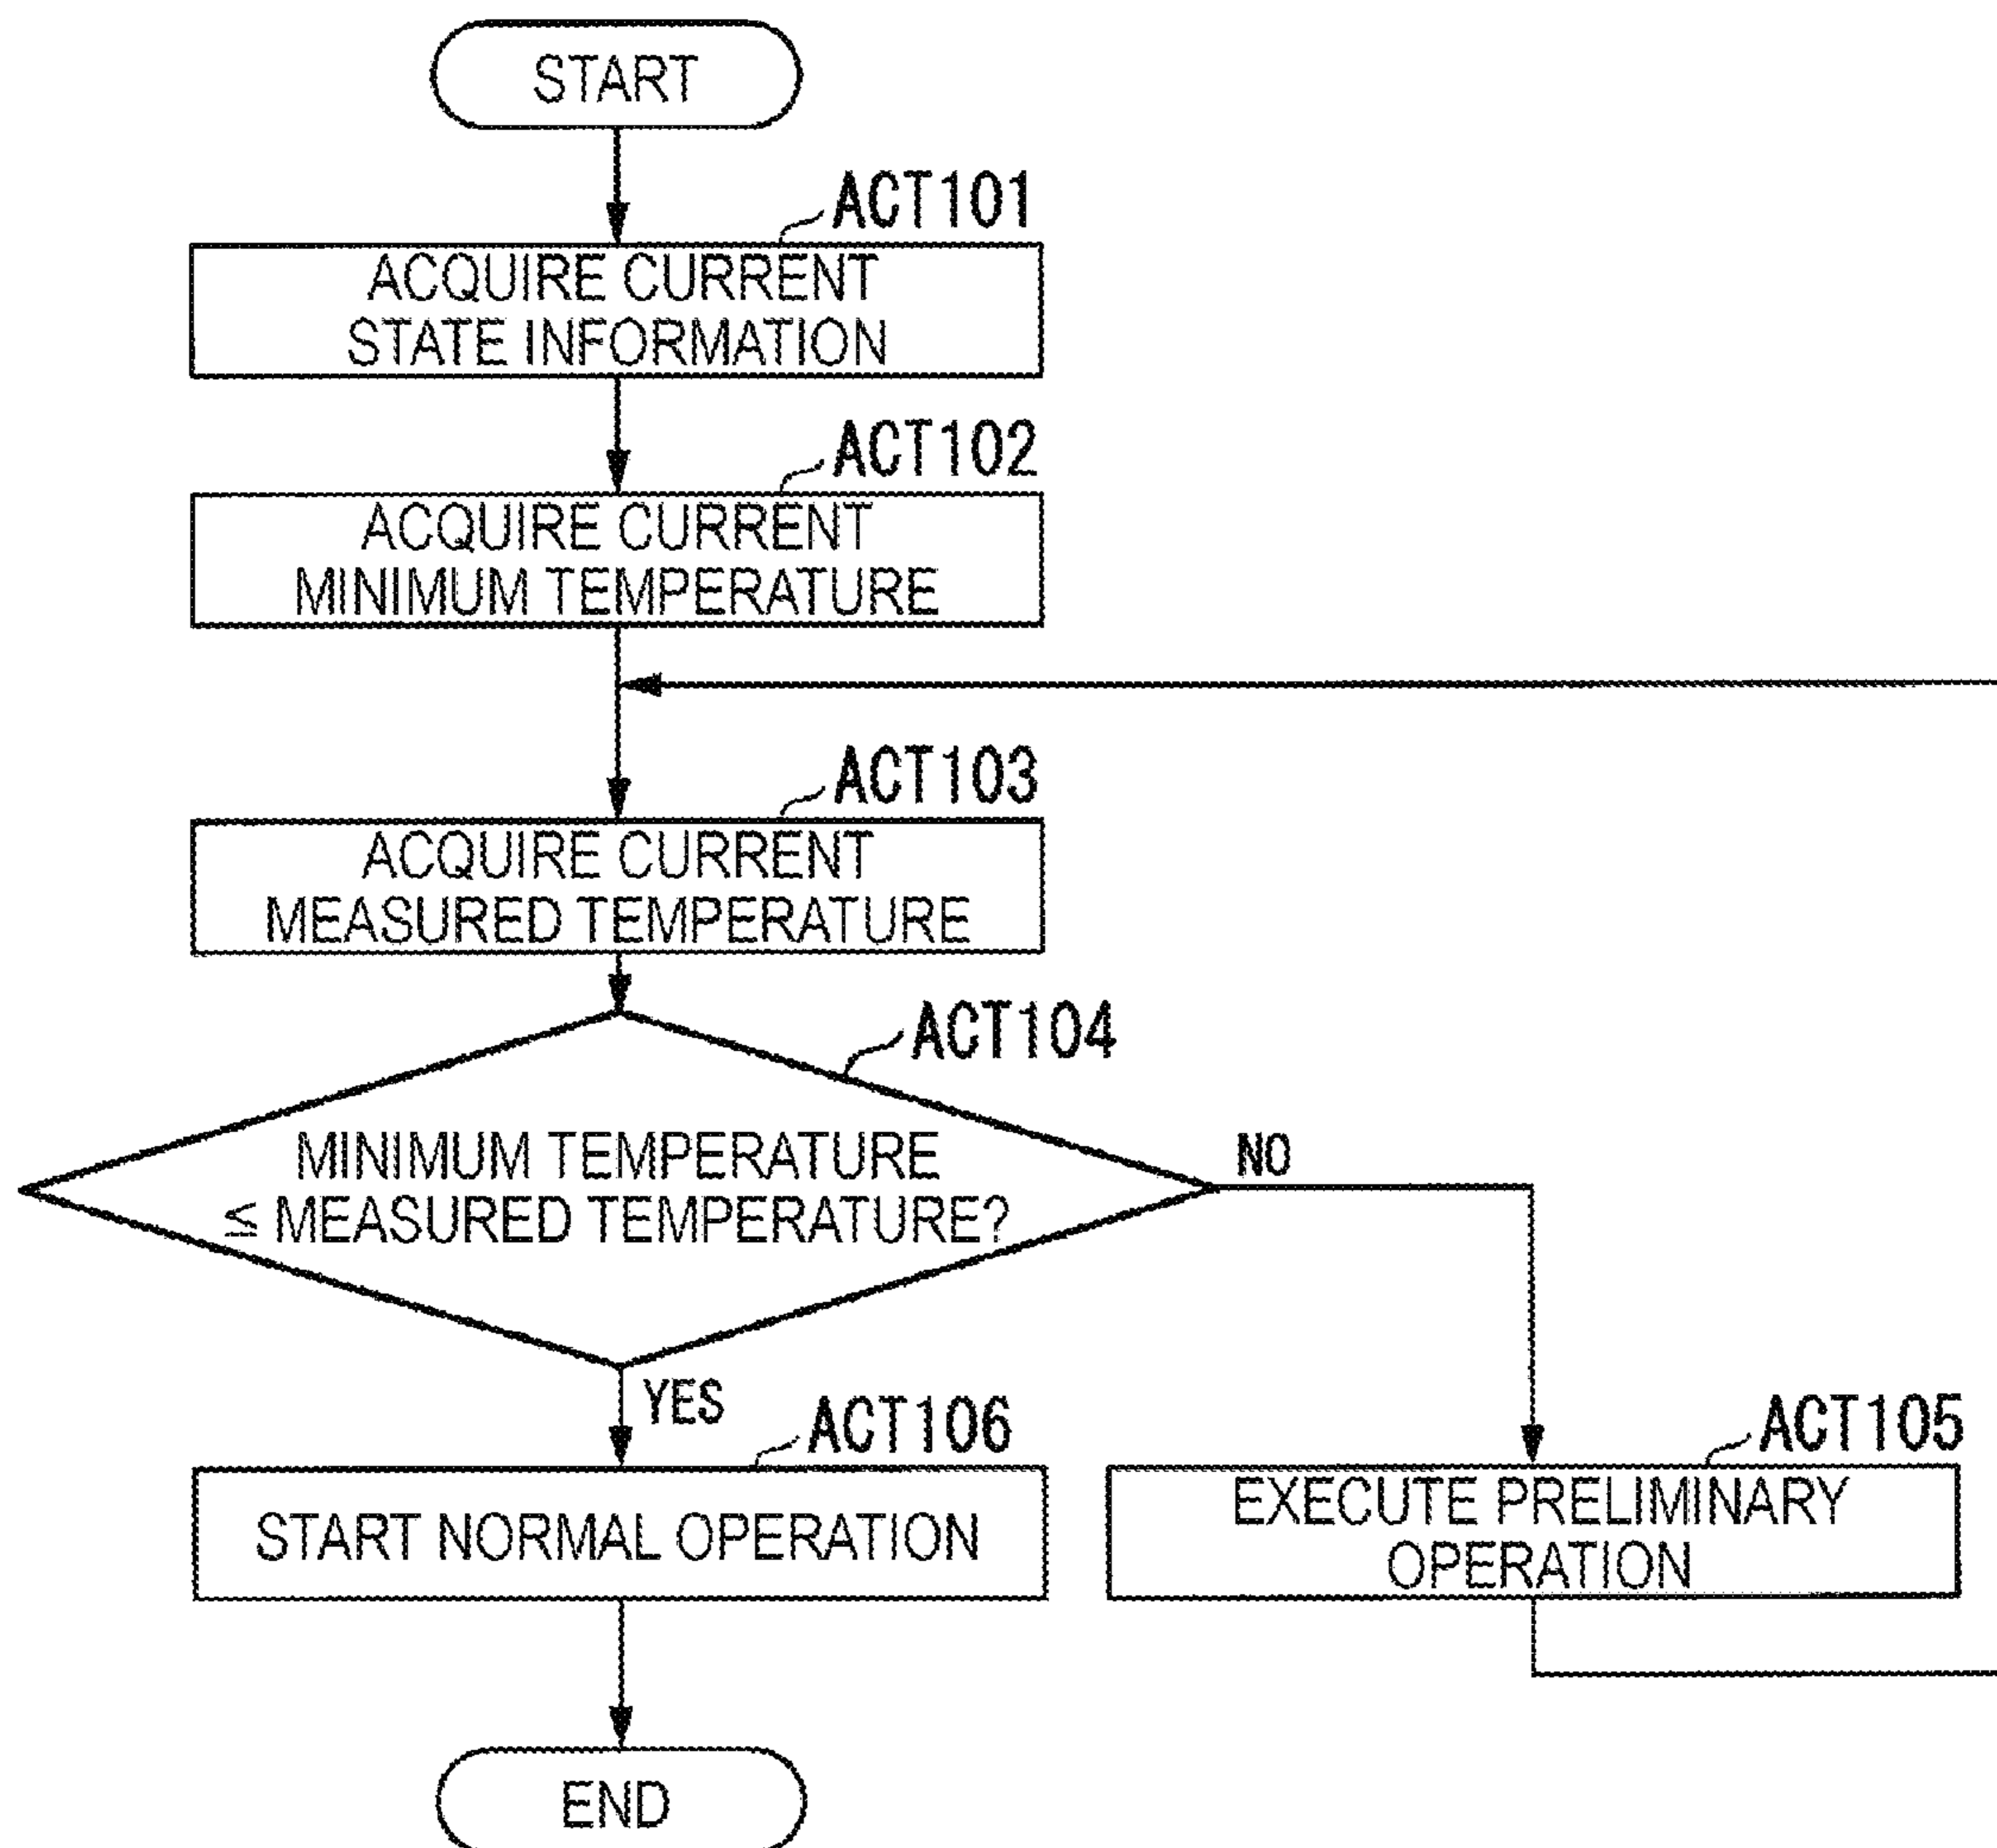 START
ACT101
ACQUIRE CURRENT
STATE INFORMATION
ACT102
ACQUIRE CURRENT
MINIMUM TEMPERATURE
ACT103
ACQUIRE CURRENT
MEASURED TEMPERATURE
ACT104
MINIMUM TEMPERATURE
≤ MEASURED TEMPERATURE?
NO
YES
ACT106
START NORMAL OPERATION
ACT105
EXECUTE PRELIMINARY
OPERATION
END